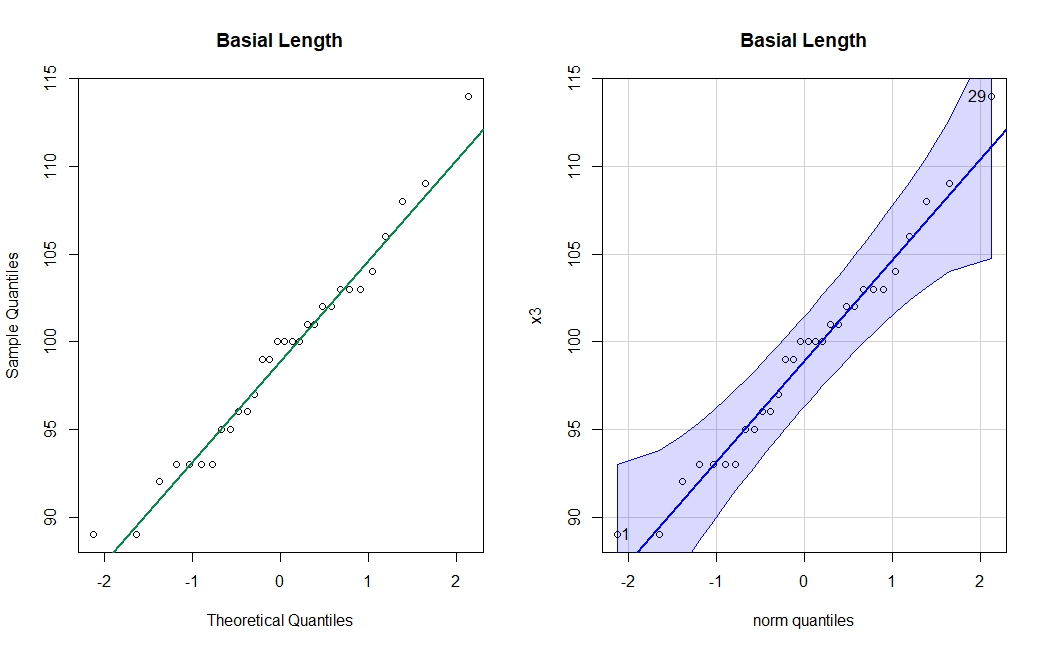 Basial Length
Sample Quantiles
115
110
105
100
95
90
-2 -1 0 1 2
Theoretical Quantiles
Basial Length
x3
115
110
105
100
95
90
29
1
-2 -1 0 1 2
norm quantiles